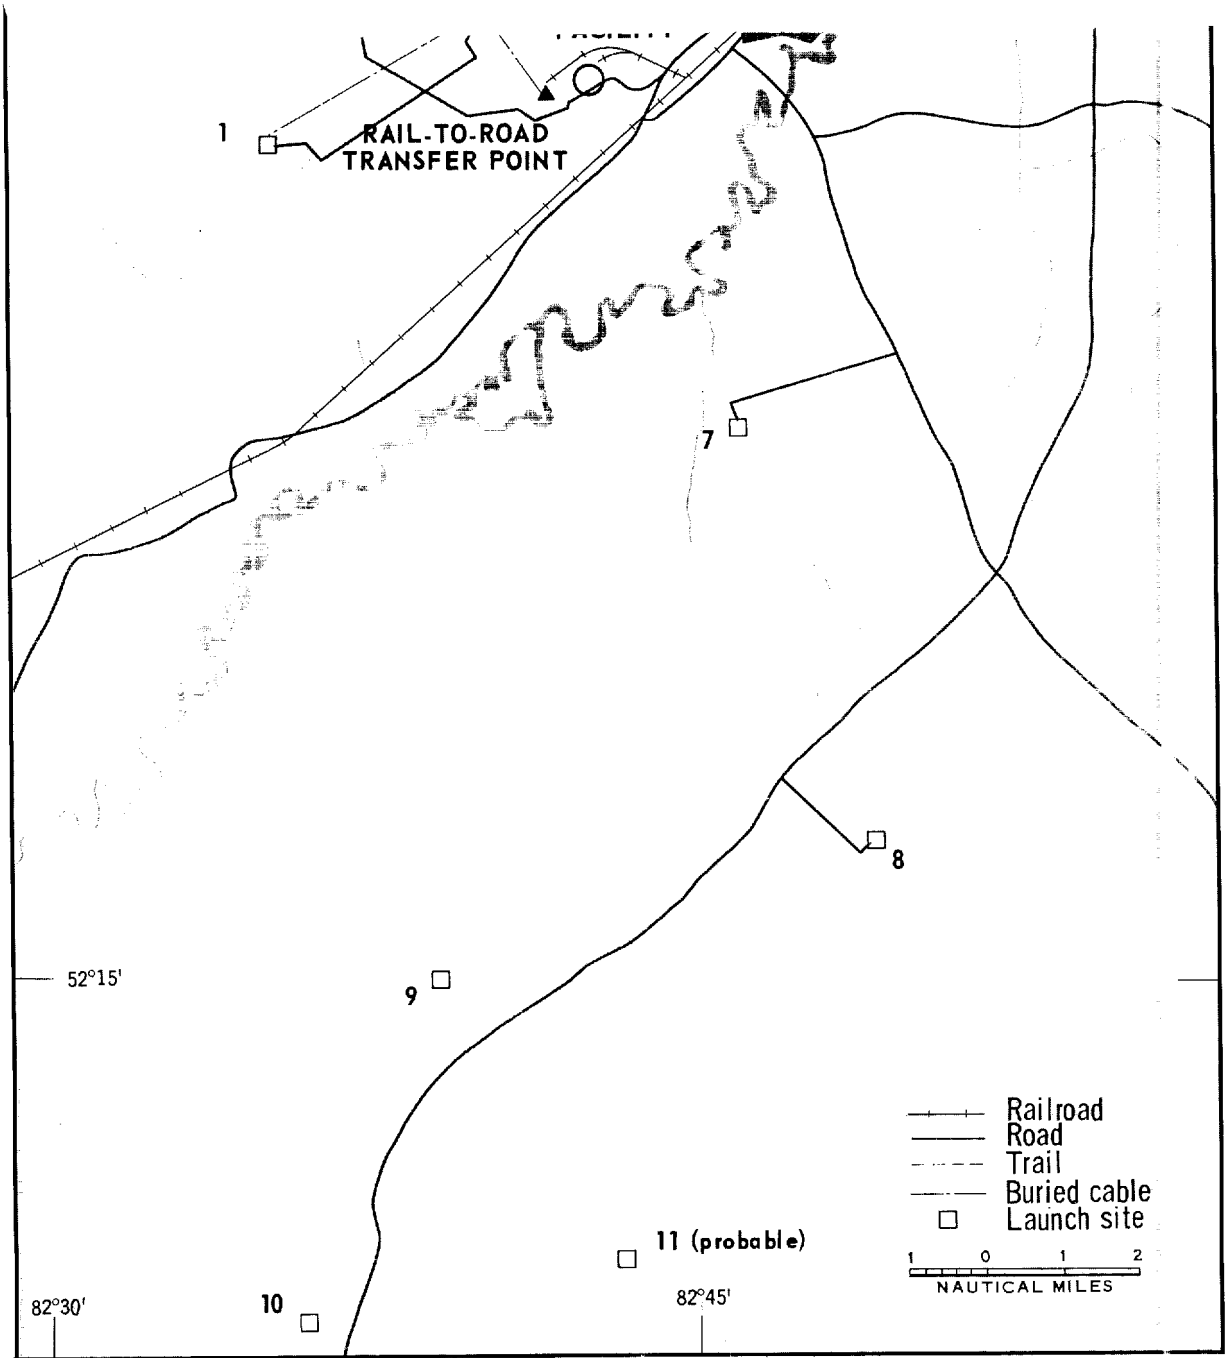 FACILITY
1
RAIL-TO-ROAD
TRANSFER POINT
7
8
52°15'
9
Railroad
Road
Trail
Buried cable
Launch site
11 (probable)
1 0 1 2
NAUTICAL MILES
82°30'
10
82°45'